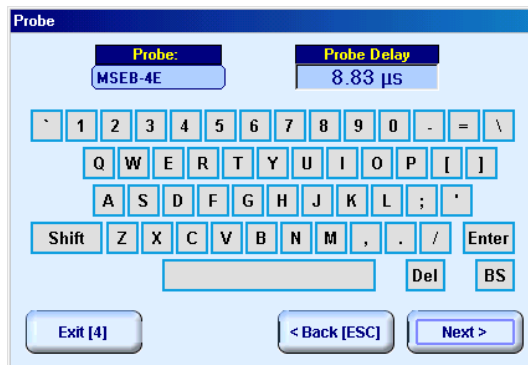 Probe
Probe: Probe Delay
MSEB-4E 8.83 µs
` 1 2 3 4 5 6 7 8 9 0 - = \
Q W E R T Y U I O P [ ]
A S D F G H J K L ; '
Shift Z X C V B N M , . / Enter
Del BS
Exit [4] < Back [ESC] Next >